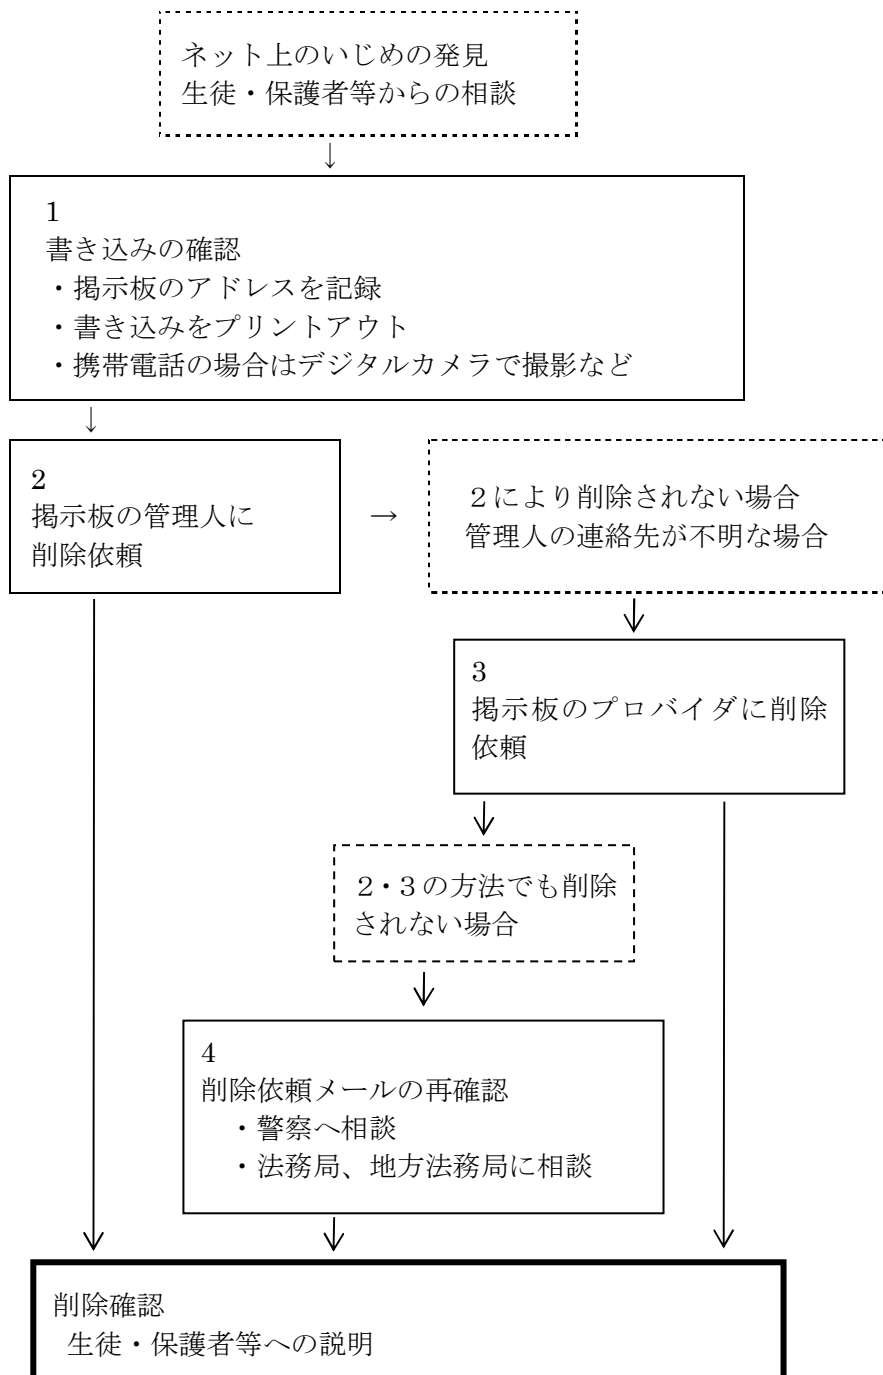 ネット上のいじめの発見
生徒・保護者等からの相談
↓
1
書き込みの確認
・掲示板のアドレスを記録
・書き込みをプリントアウト
・携帯電話の場合はデジタルカメラで撮影など
↓
2
掲示板の管理人に
削除依頼
→
２により削除されない場合
管理人の連絡先が不明な場合
3
掲示板のプロバイダに削除
依頼
２・３の方法でも削除
されない場合
4
削除依頼メールの再確認
・警察へ相談
・法務局、地方法務局に相談
削除確認
生徒・保護者等への説明